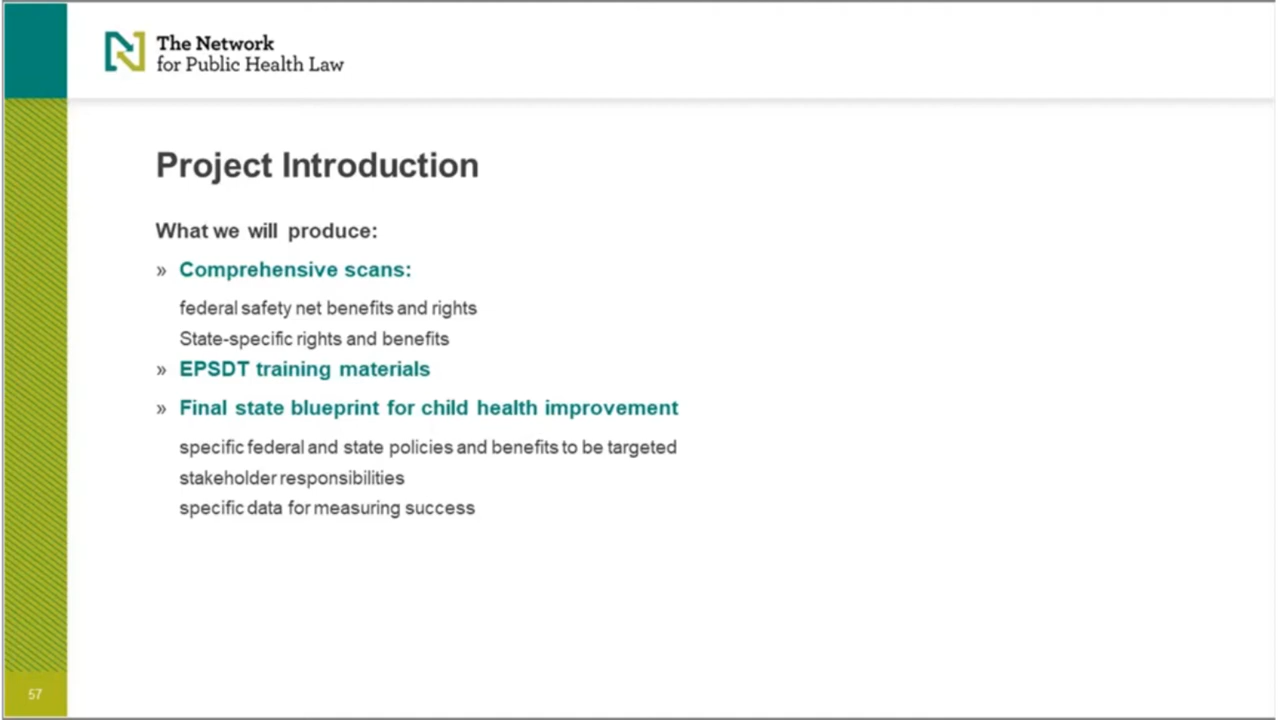 The Network
for Public Health Law
Project Introduction
What we will produce:
» Comprehensive scans:
federal safety net benefits and rights
State-specific rights and benefits
» EPSDT training materials
» Final state blueprint for child health improvement
specific federal and state policies and benefits to be targeted
stakeholder responsibilities
specific data for measuring success
57